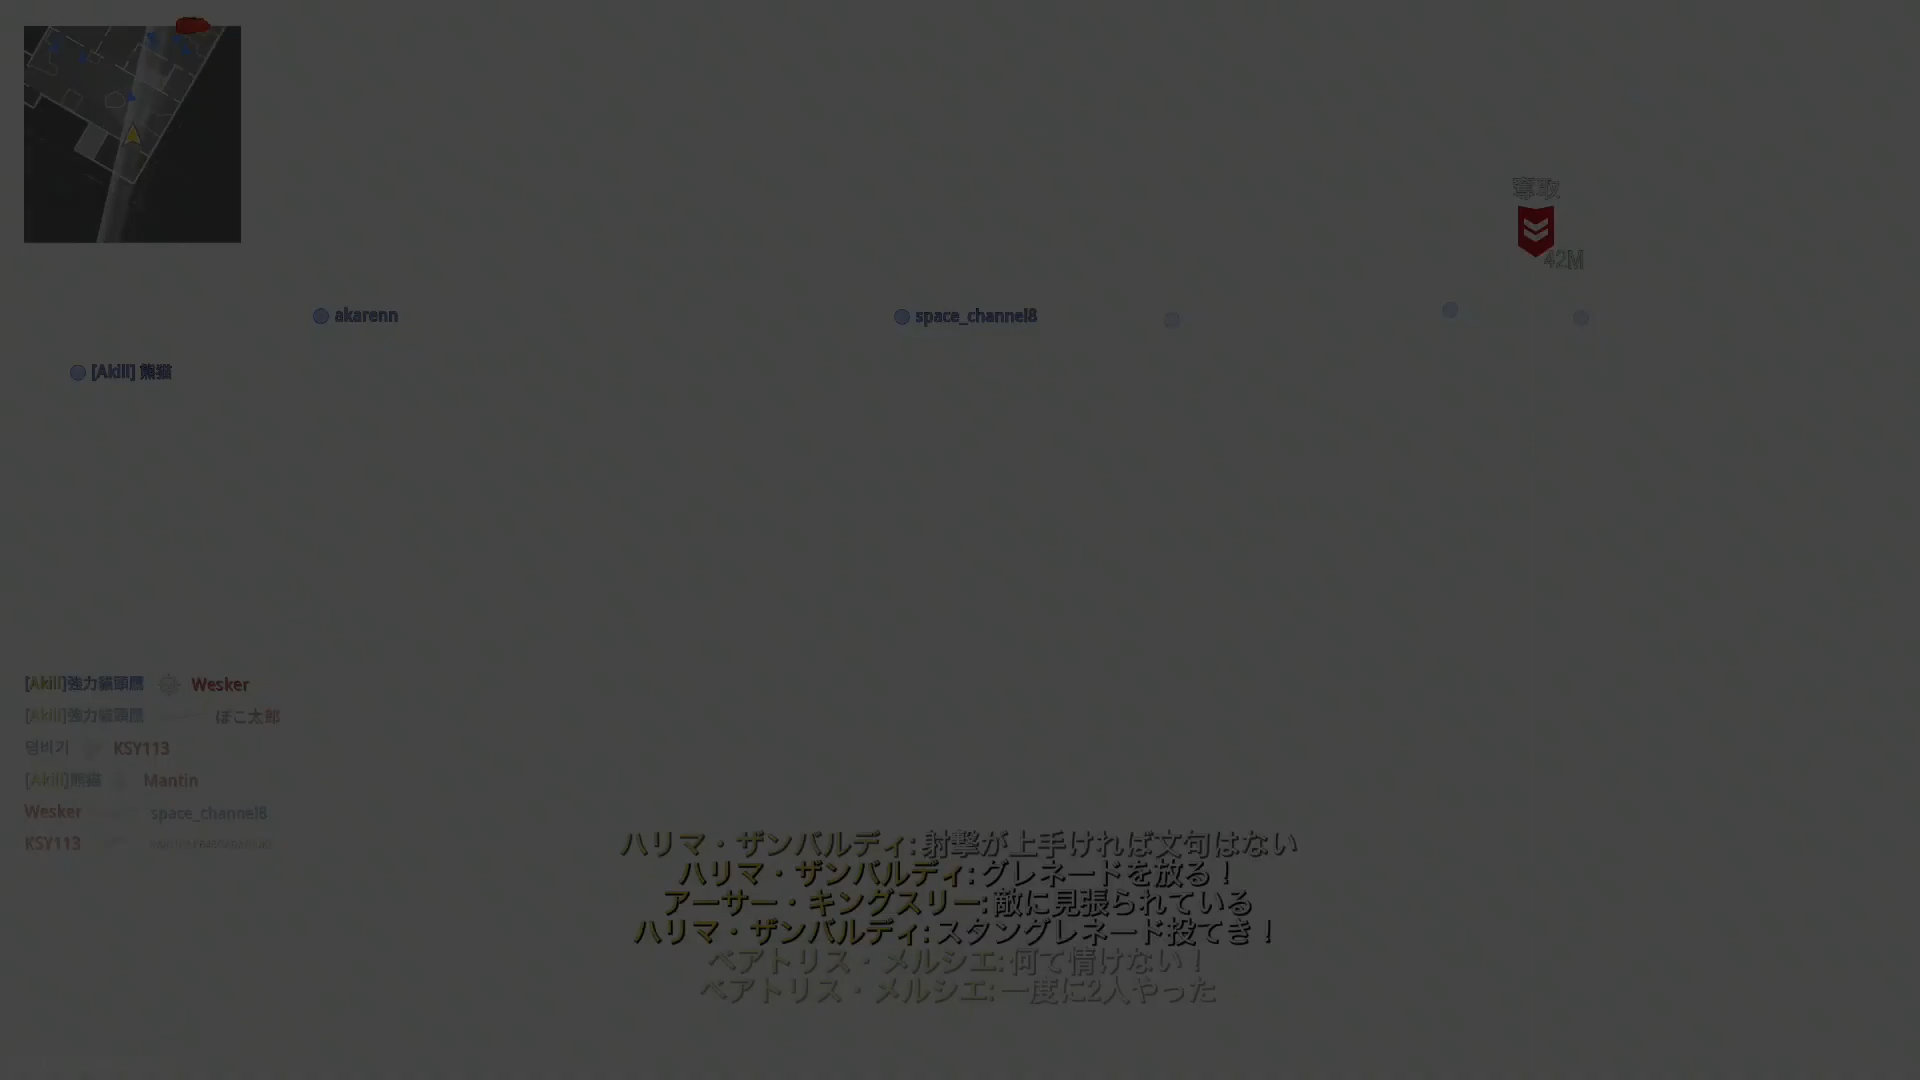 奪取
42M
akarenn
space_channel8
[Akill] 熊猫
[Akill]強力貓頭鷹 Wesker
[Akill]強力貓頭鷹 ぽこ太郎
덤비기 KSY113
[Akill]熊猫 Mantin
Wesker space_channel8
KSY113
ハリマ・ザンバルディ: 射撃が上手ければ文句はない
ハリマ・ザンバルディ: グレネードを放る！
アーサー・キングスリー: 敵に見張られている
ハリマ・ザンバルディ: スタングレネード投てき！
ベアトリス・メルシエ: 何て情けない！
ベアトリス・メルシエ: 一度に2人やった